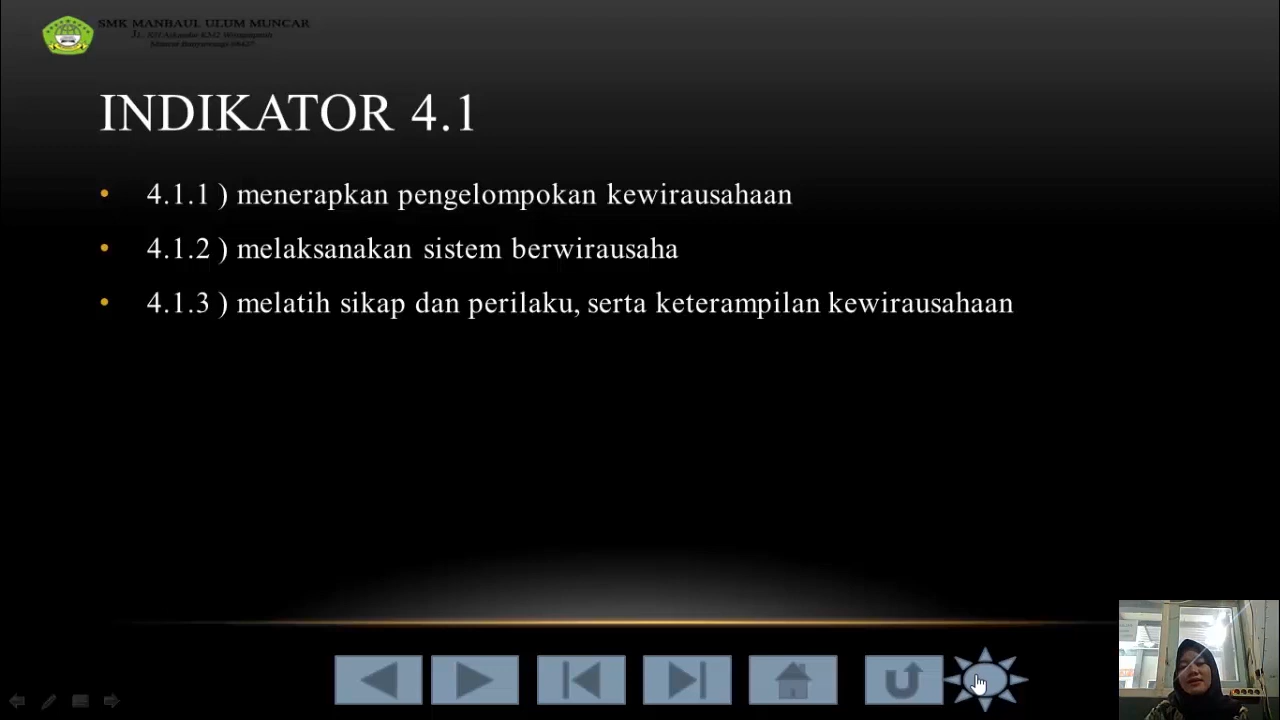 SMK MANBAUL ULUM MUNCAR
INDIKATOR 4.1
• 4.1.1 ) menerapkan pengelompokan kewirausahaan
• 4.1.2 ) melaksanakan sistem berwirausaha
• 4.1.3 ) melatih sikap dan perilaku, serta keterampilan kewirausahaan